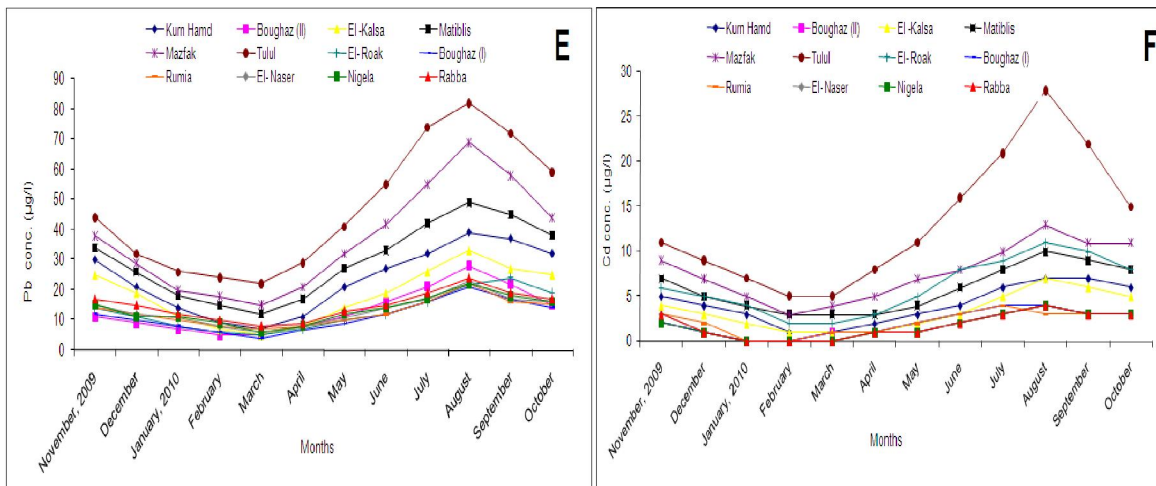 Kum Hamd Boughaz (II) El-Kalsa Matiblis
Mazfak Tulul El-Roak Boughaz (I)
Rumia El-Naser Nigela Rabba
E
Pb conc. (µg/l)
90
80
70
60
50
40
30
20
10
0
November, 2009 December January, 2010 February March April May June July August September October
Months
Kum Hamd Boughaz (II) El-Kalsa Matiblis
Mazfak Tulul El-Roak Boughaz (I)
Rumia El-Naser Nigela Rabba
F
Cd conc. (µg/l)
30
25
20
15
10
5
0
November, 2009 December January, 2010 February March April May June July August September October
Months